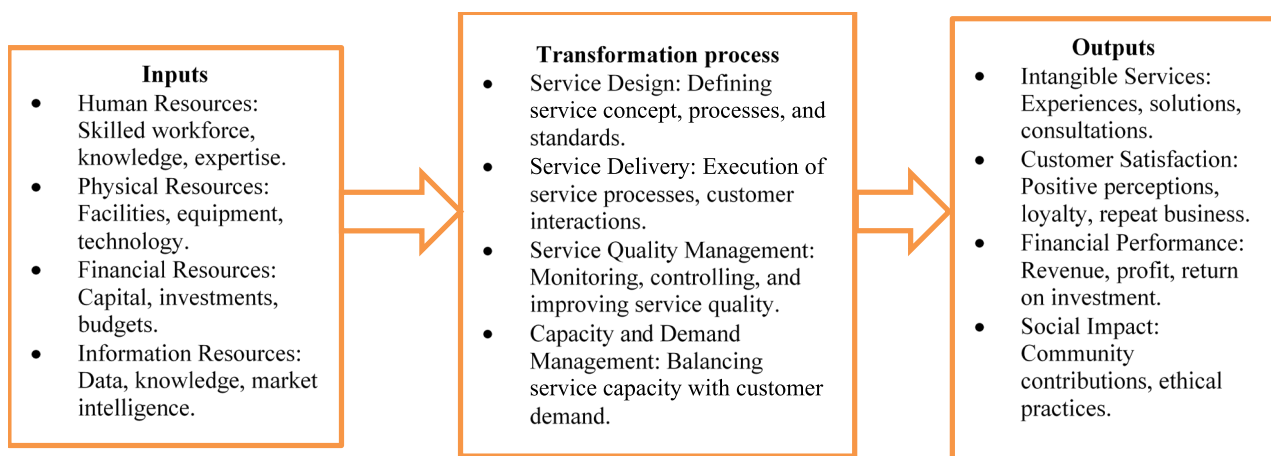 Inputs
• Human Resources:
Skilled workforce,
knowledge, expertise.
• Physical Resources:
Facilities, equipment,
technology.
• Financial Resources:
Capital, investments,
budgets.
• Information Resources:
Data, knowledge, market
intelligence.
Transformation process
• Service Design: Defining
service concept, processes, and
standards.
• Service Delivery: Execution of
service processes, customer
interactions.
• Service Quality Management:
Monitoring, controlling, and
improving service quality.
• Capacity and Demand
Management: Balancing
service capacity with customer
demand.
Outputs
• Intangible Services:
Experiences, solutions,
consultations.
• Customer Satisfaction:
Positive perceptions,
loyalty, repeat business.
• Financial Performance:
Revenue, profit, return
on investment.
• Social Impact:
Community
contributions, ethical
practices.